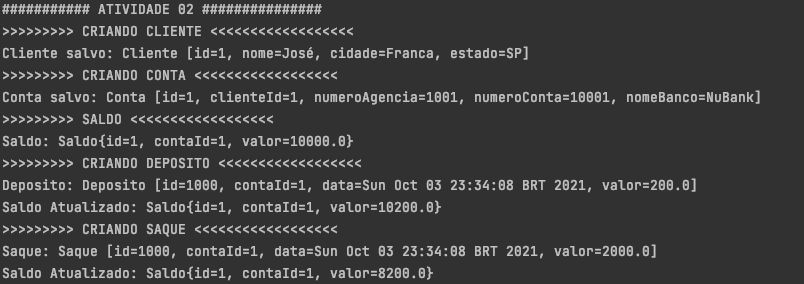 ########### ATIVIDADE 02 ###############
>>>>>>>>> CRIANDO CLIENTE <<<<<<<<<<<<<<<<<<
Cliente salvo: Cliente [id=1, nome=José, cidade=Franca, estado=SP]
>>>>>>>>> CRIANDO CONTA <<<<<<<<<<<<<<<<<<
Conta salvo: Conta [id=1, clienteId=1, numeroAgencia=1001, numeroConta=10001, nomeBanco=NuBank]
>>>>>>>>> SALDO <<<<<<<<<<<<<<<<<<
Saldo: Saldo{id=1, contaId=1, valor=10000.0}
>>>>>>>>> CRIANDO DEPOSITO <<<<<<<<<<<<<<<<<<
Deposito: Deposito [id=1000, contaId=1, data=Sun Oct 03 23:34:08 BRT 2021, valor=200.0]
Saldo Atualizado: Saldo{id=1, contaId=1, valor=10200.0}
>>>>>>>>> CRIANDO SAQUE <<<<<<<<<<<<<<<<<<
Saque: Saque [id=1000, contaId=1, data=Sun Oct 03 23:34:08 BRT 2021, valor=2000.0]
Saldo Atualizado: Saldo{id=1, contaId=1, valor=8200.0}